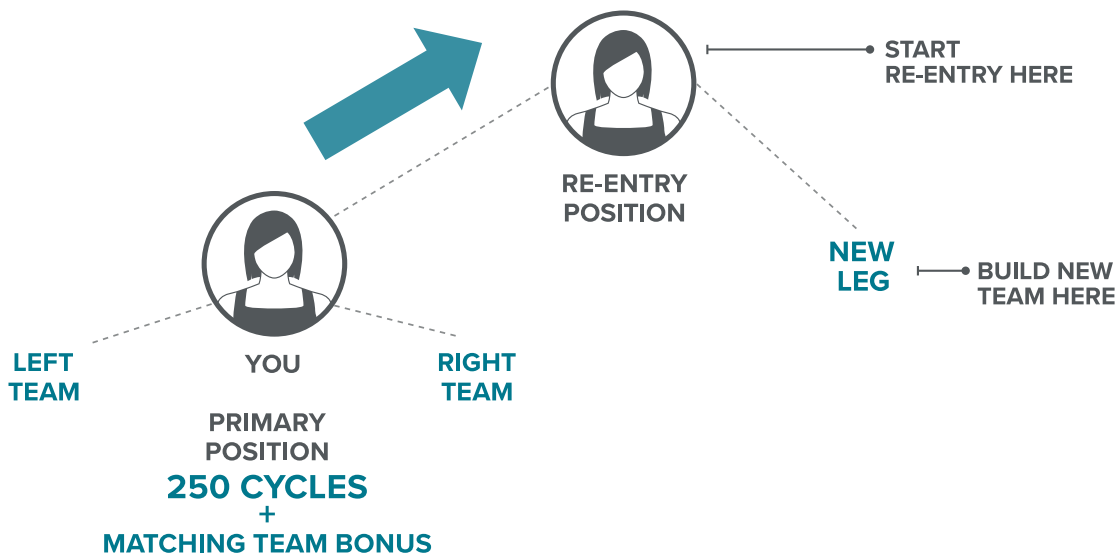 START
RE-ENTRY HERE
RE-ENTRY
POSITION
NEW
LEG
BUILD NEW
TEAM HERE
LEFT
TEAM
YOU
RIGHT
TEAM
PRIMARY
POSITION
250 CYCLES
+
MATCHING TEAM BONUS